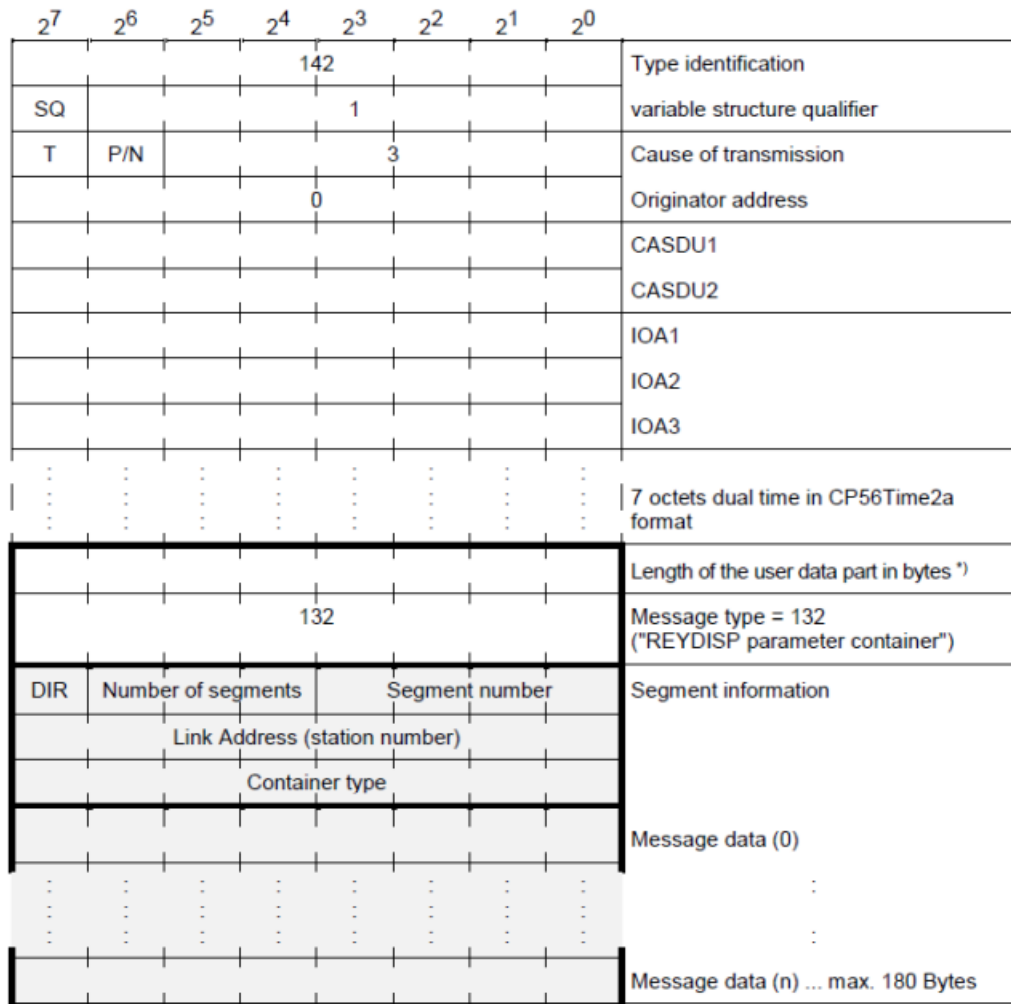 2⁷ 2⁶ 2⁵ 2⁴ 2³ 2² 2¹ 2⁰
142 Type identification
SQ 1 variable structure qualifier
T P/N 3 Cause of transmission
0 Originator address
CASDU1
CASDU2
IOA1
IOA2
IOA3
7 octets dual time in CP56Time2a
format
Length of the user data part in bytes *)
132 Message type = 132
("REYDISP parameter container")
DIR Number of segments Segment number Segment information
Link Address (station number)
Container type
Message data (0)
Message data (n) ... max. 180 Bytes